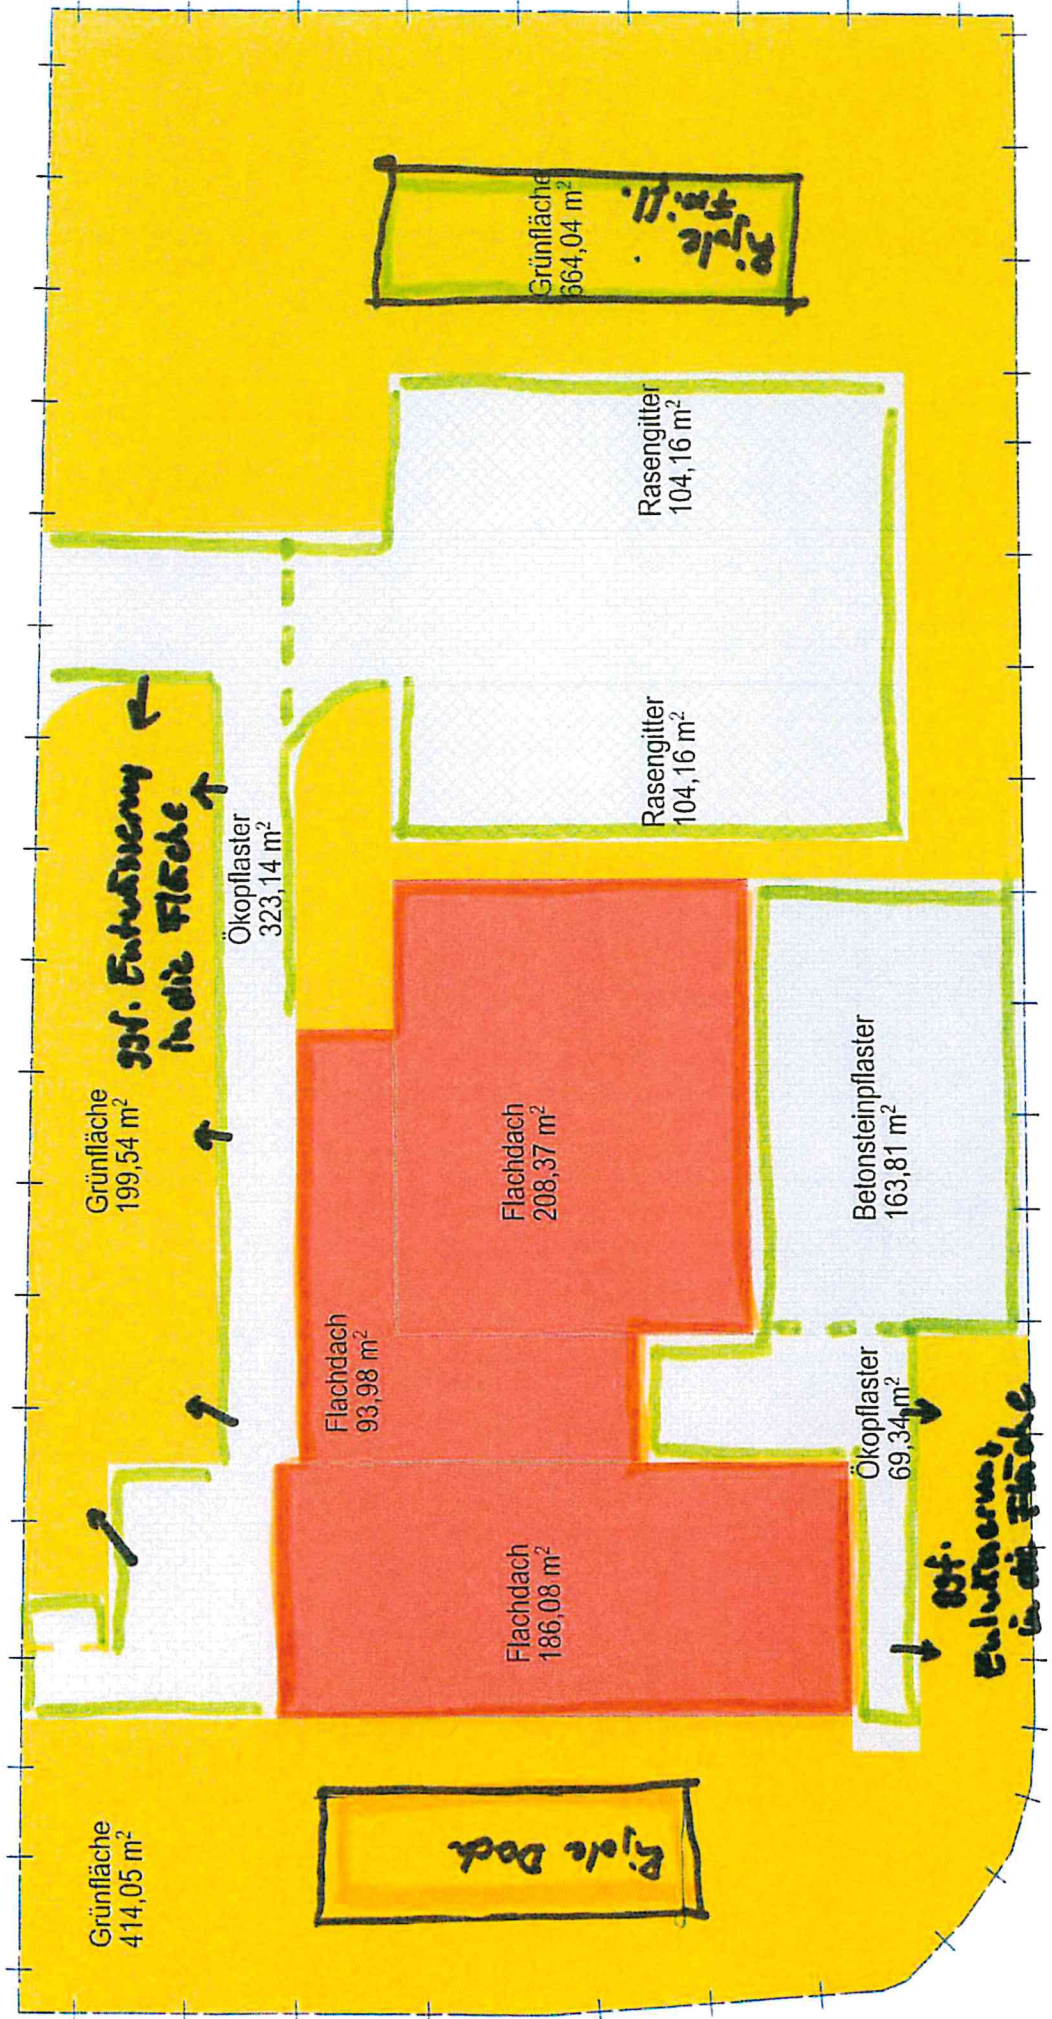 Grünfläche
664,04 m²
Rigole
Freifl.
Rasengitter
104,16 m²
Rasengitter
104,16 m²
ggf. Entwässerung
in die Fläche
Ökopflaster
323,14 m²
Grünfläche
199,54 m²
Flachdach
208,37 m²
Betonsteinpflaster
163,81 m²
Flachdach
93,98 m²
Ökopflaster
69,34 m²
Flachdach
186,08 m²
ggf.
Entwässerung
in die Fläche
Grünfläche
414,05 m²
Rigole Dach